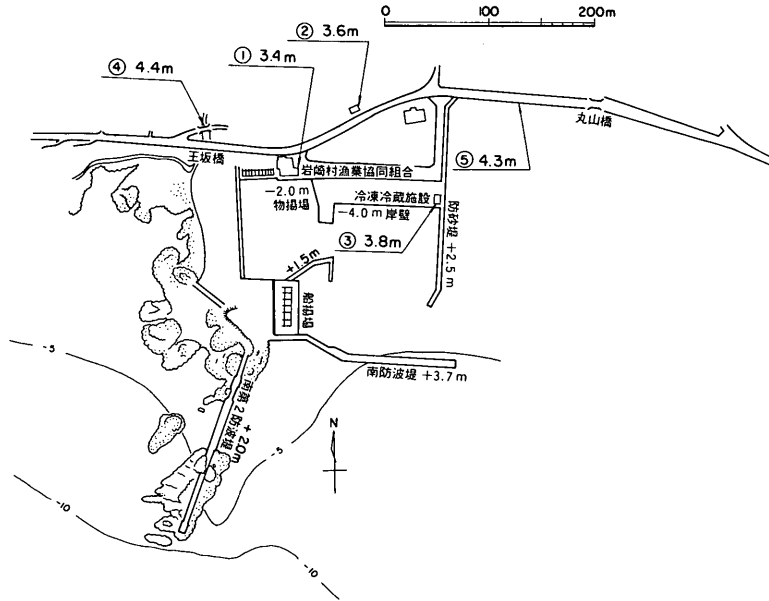 0 100 200m
② 3.6m
① 3.4m
④ 4.4m
丸山橋
王坂橋
⑤ 4.3m
岩崎村漁業協同組合
−2.0m
物揚場
冷凍冷蔵施設
−4.0m 岸壁
③ 3.8m
防砂堤 +2.5m
+1.5m
船揚場
-5
南防波堤 +3.7m
南第2防波堤 +2.0m
N
-5
-10
-10